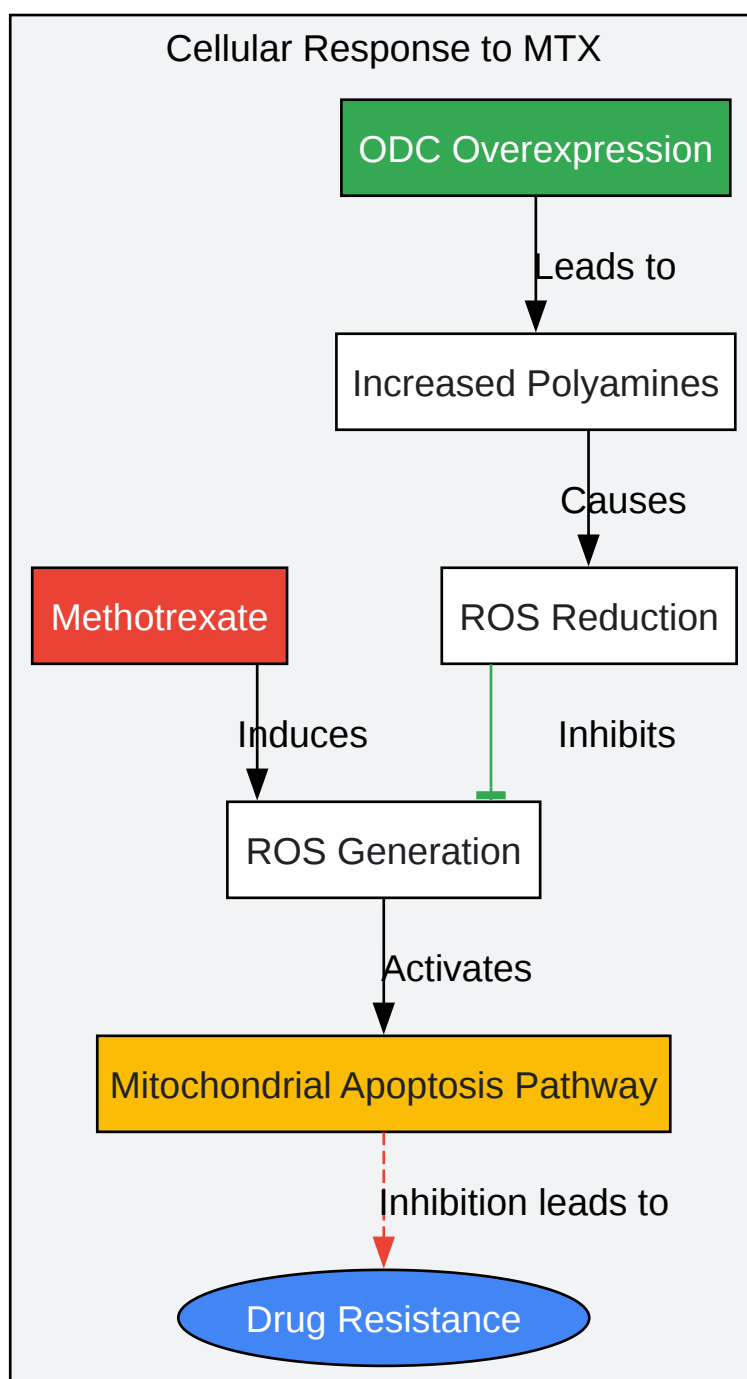 Cellular Response to MTX
ODC Overexpression
Leads to
Increased Polyamines
Causes
Methotrexate
ROS Reduction
Induces
Inhibits
ROS Generation
Activates
Mitochondrial Apoptosis Pathway
Inhibition leads to
Drug Resistance